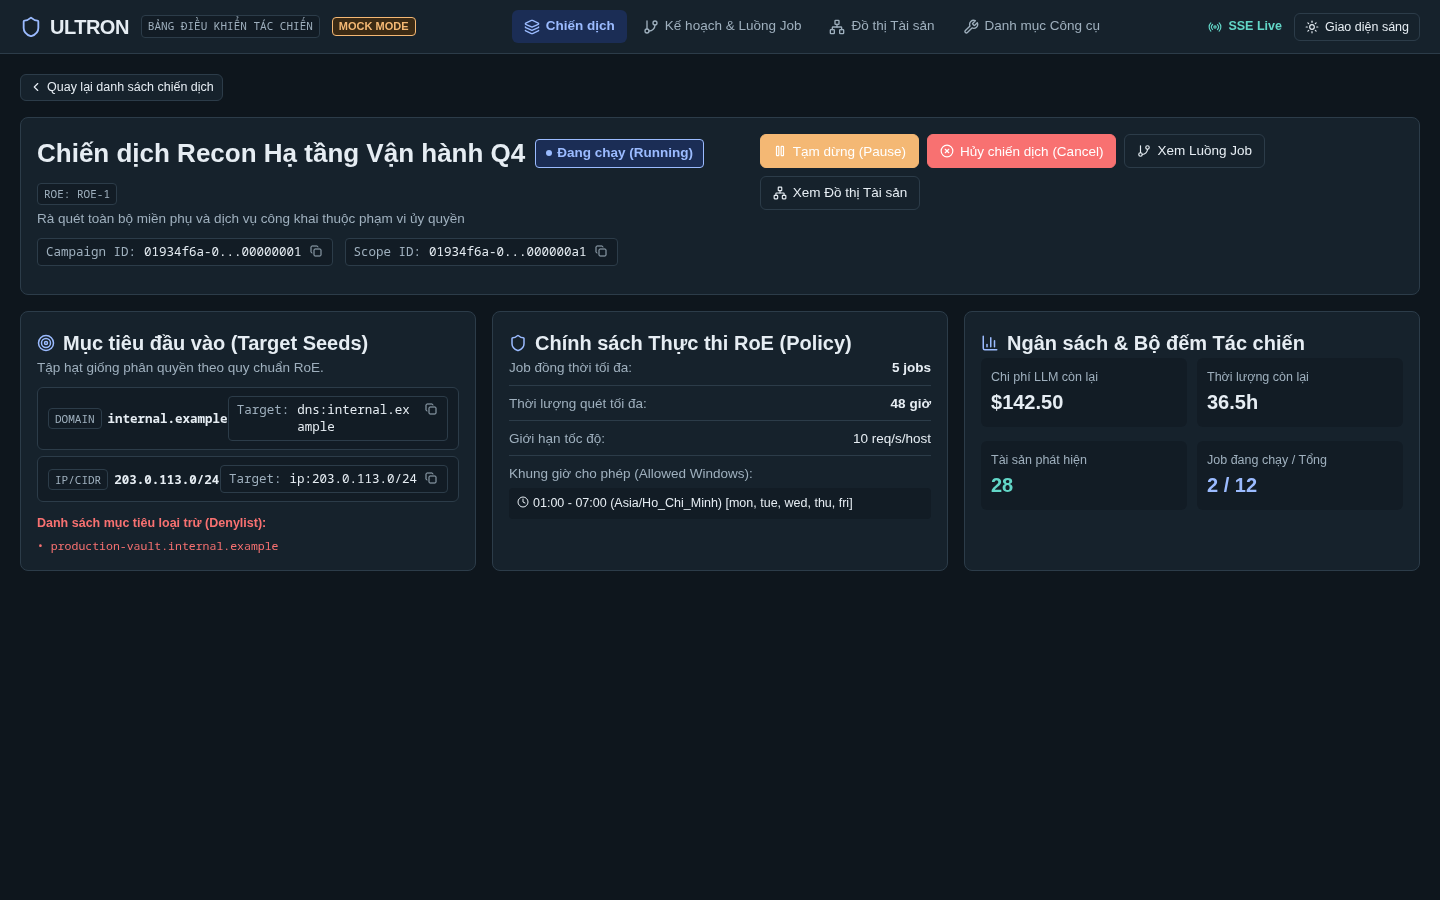 ULTRON
BẢNG ĐIỀU KHIỂN TÁC CHIẾN
MOCK MODE
Chiến dịch
Kế hoạch & Luồng Job
Đồ thị Tài sản
Danh mục Công cụ
SSE Live
Giao diện sáng
Quay lại danh sách chiến dịch
Chiến dịch Recon Hạ tầng Vận hành Q4
Đang chạy (Running)
ROE: ROE-1
Rà quét toàn bộ miền phụ và dịch vụ công khai thuộc phạm vi ủy quyền
Campaign ID: 01934f6a-0...00000001
Scope ID: 01934f6a-0...000000a1
Tạm dừng (Pause)
Hủy chiến dịch (Cancel)
Xem Luồng Job
Xem Đồ thị Tài sản
Mục tiêu đầu vào (Target Seeds)
Tập hạt giống phân quyền theo quy chuẩn RoE.
DOMAIN
internal.example
Target: dns:internal.ex
ample
IP/CIDR
203.0.113.0/24
Target: ip:203.0.113.0/24
Danh sách mục tiêu loại trừ (Denylist):
• production-vault.internal.example
Chính sách Thực thi RoE (Policy)
Job đồng thời tối đa: 5 jobs
Thời lượng quét tối đa: 48 giờ
Giới hạn tốc độ: 10 req/s/host
Khung giờ cho phép (Allowed Windows):
01:00 - 07:00 (Asia/Ho_Chi_Minh) [mon, tue, wed, thu, fri]
Ngân sách & Bộ đếm Tác chiến
Chi phí LLM còn lại
$142.50
Thời lượng còn lại
36.5h
Tài sản phát hiện
28
Job đang chạy / Tổng
2 / 12